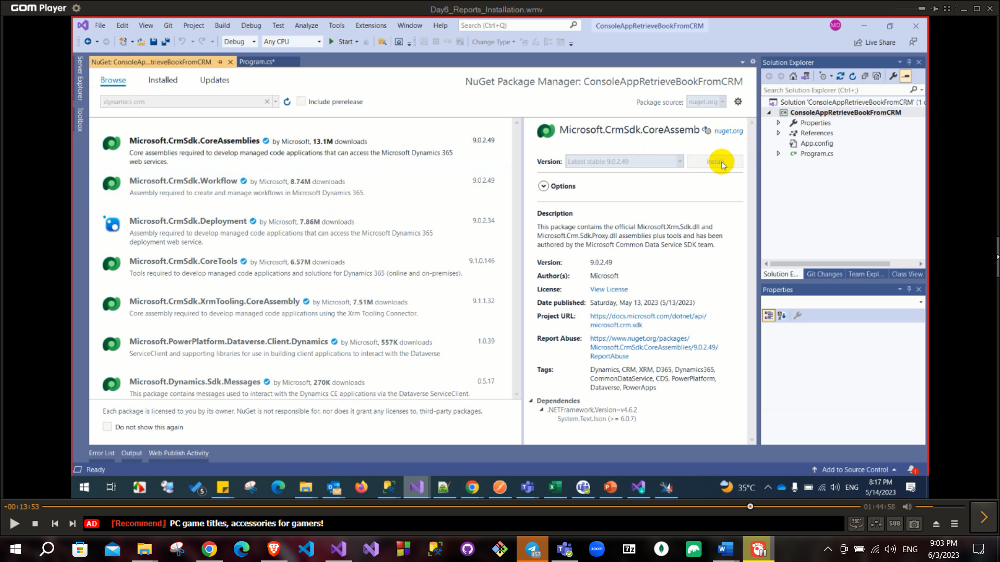 GOM Player
Day6_Reports_Installation.wmv
File Edit View Git Project Build Debug Test Analyze Tools Extensions Window Help Search (Ctrl+Q) ConsoleAppRetrieveBookFromCRM MD
Debug Any CPU Start Change Type Live Share
Server Explorer
Toolbox
NuGet: ConsoleAp...trieveBookFromCRM Program.cs*
Browse Installed Updates
NuGet Package Manager: ConsoleAppRetrieveBookFromCRM
dynamics crm Include prerelease
Package source: nuget.org
Microsoft.CrmSdk.CoreAssemblies by Microsoft, 13.1M downloads 9.0.2.49
Core assemblies required to develop managed code applications that can access the Microsoft Dynamics 365
web services.
Microsoft.CrmSdk.Workflow by Microsoft, 8.74M downloads 9.0.2.49
Assembly required to create and manage workflows in Microsoft Dynamics 365.
Microsoft.CrmSdk.Deployment by Microsoft, 7.86M downloads 9.0.2.34
Assembly required to develop managed code applications that can access the Microsoft Dynamics 365
deployment web service.
Microsoft.CrmSdk.CoreTools by Microsoft, 6.57M downloads 9.1.0.146
Tools required to develop managed code applications and solutions for Dynamics 365 (online and on-premises).
Microsoft.CrmSdk.XrmTooling.CoreAssembly by Microsoft, 7.51M downloads 9.1.1.32
Core assembly required to develop managed code applications using the Xrm Tooling Connector.
Microsoft.PowerPlatform.Dataverse.Client.Dynamics by Microsoft, 557K downloads 1.0.39
ServiceClient and supporting libraries for use in building client applications to interact with the Dataverse
Microsoft.Dynamics.Sdk.Messages by Microsoft, 270K downloads 0.5.17
This package contains messages used to interact with the Dynamics CE applications via the Dataverse ServiceClient.
Each package is licensed to you by its owner. NuGet is not responsible for, nor does it grant any licenses to, third-party packages.
Do not show this again
Microsoft.CrmSdk.CoreAssemb nuget.org
Version: Latest stable 9.0.2.49 Install
Options
Description
This package contains the official Microsoft.Xrm.Sdk.dll and
Microsoft.Crm.Sdk.Proxy.dll assemblies plus tools and has been
authored by the Microsoft Common Data Service SDK team.
Version: 9.0.2.49
Author(s): Microsoft
License: View License
Date published: Saturday, May 13, 2023 (5/13/2023)
Project URL: https://docs.microsoft.com/dotnet/api/
microsoft.crm.sdk
Report Abuse: https://www.nuget.org/packages/
Microsoft.CrmSdk.CoreAssemblies/9.0.2.49/
ReportAbuse
Tags: Dynamics, CRM, XRM, D365, Dynamics365,
CommonDataService, CDS, PowerPlatform,
Dataverse, PowerApps
Dependencies
.NETFramework,Version=v4.6.2
System.Text.Json (>= 6.0.7)
Solution Explorer
Search Solution Explorer (Ctrl+;)
Solution 'ConsoleAppRetrieveBookFromCRM' (1 c
ConsoleAppRetrieveBookFromCRM
Properties
References
App.config
Program.cs
Solution E... Git Changes Team Expl... Class View
Properties
Error List Output Web Publish Activity
Ready
Add to Source Control 1
5
35°C
ENG
8:17 PM
5/14/2023
-00:13:53
01:44:58
AD [Recommend] PC game titles, accessories for gamers!
360° SUB
457
zoom
7z
ENG
9:03 PM
6/3/2023